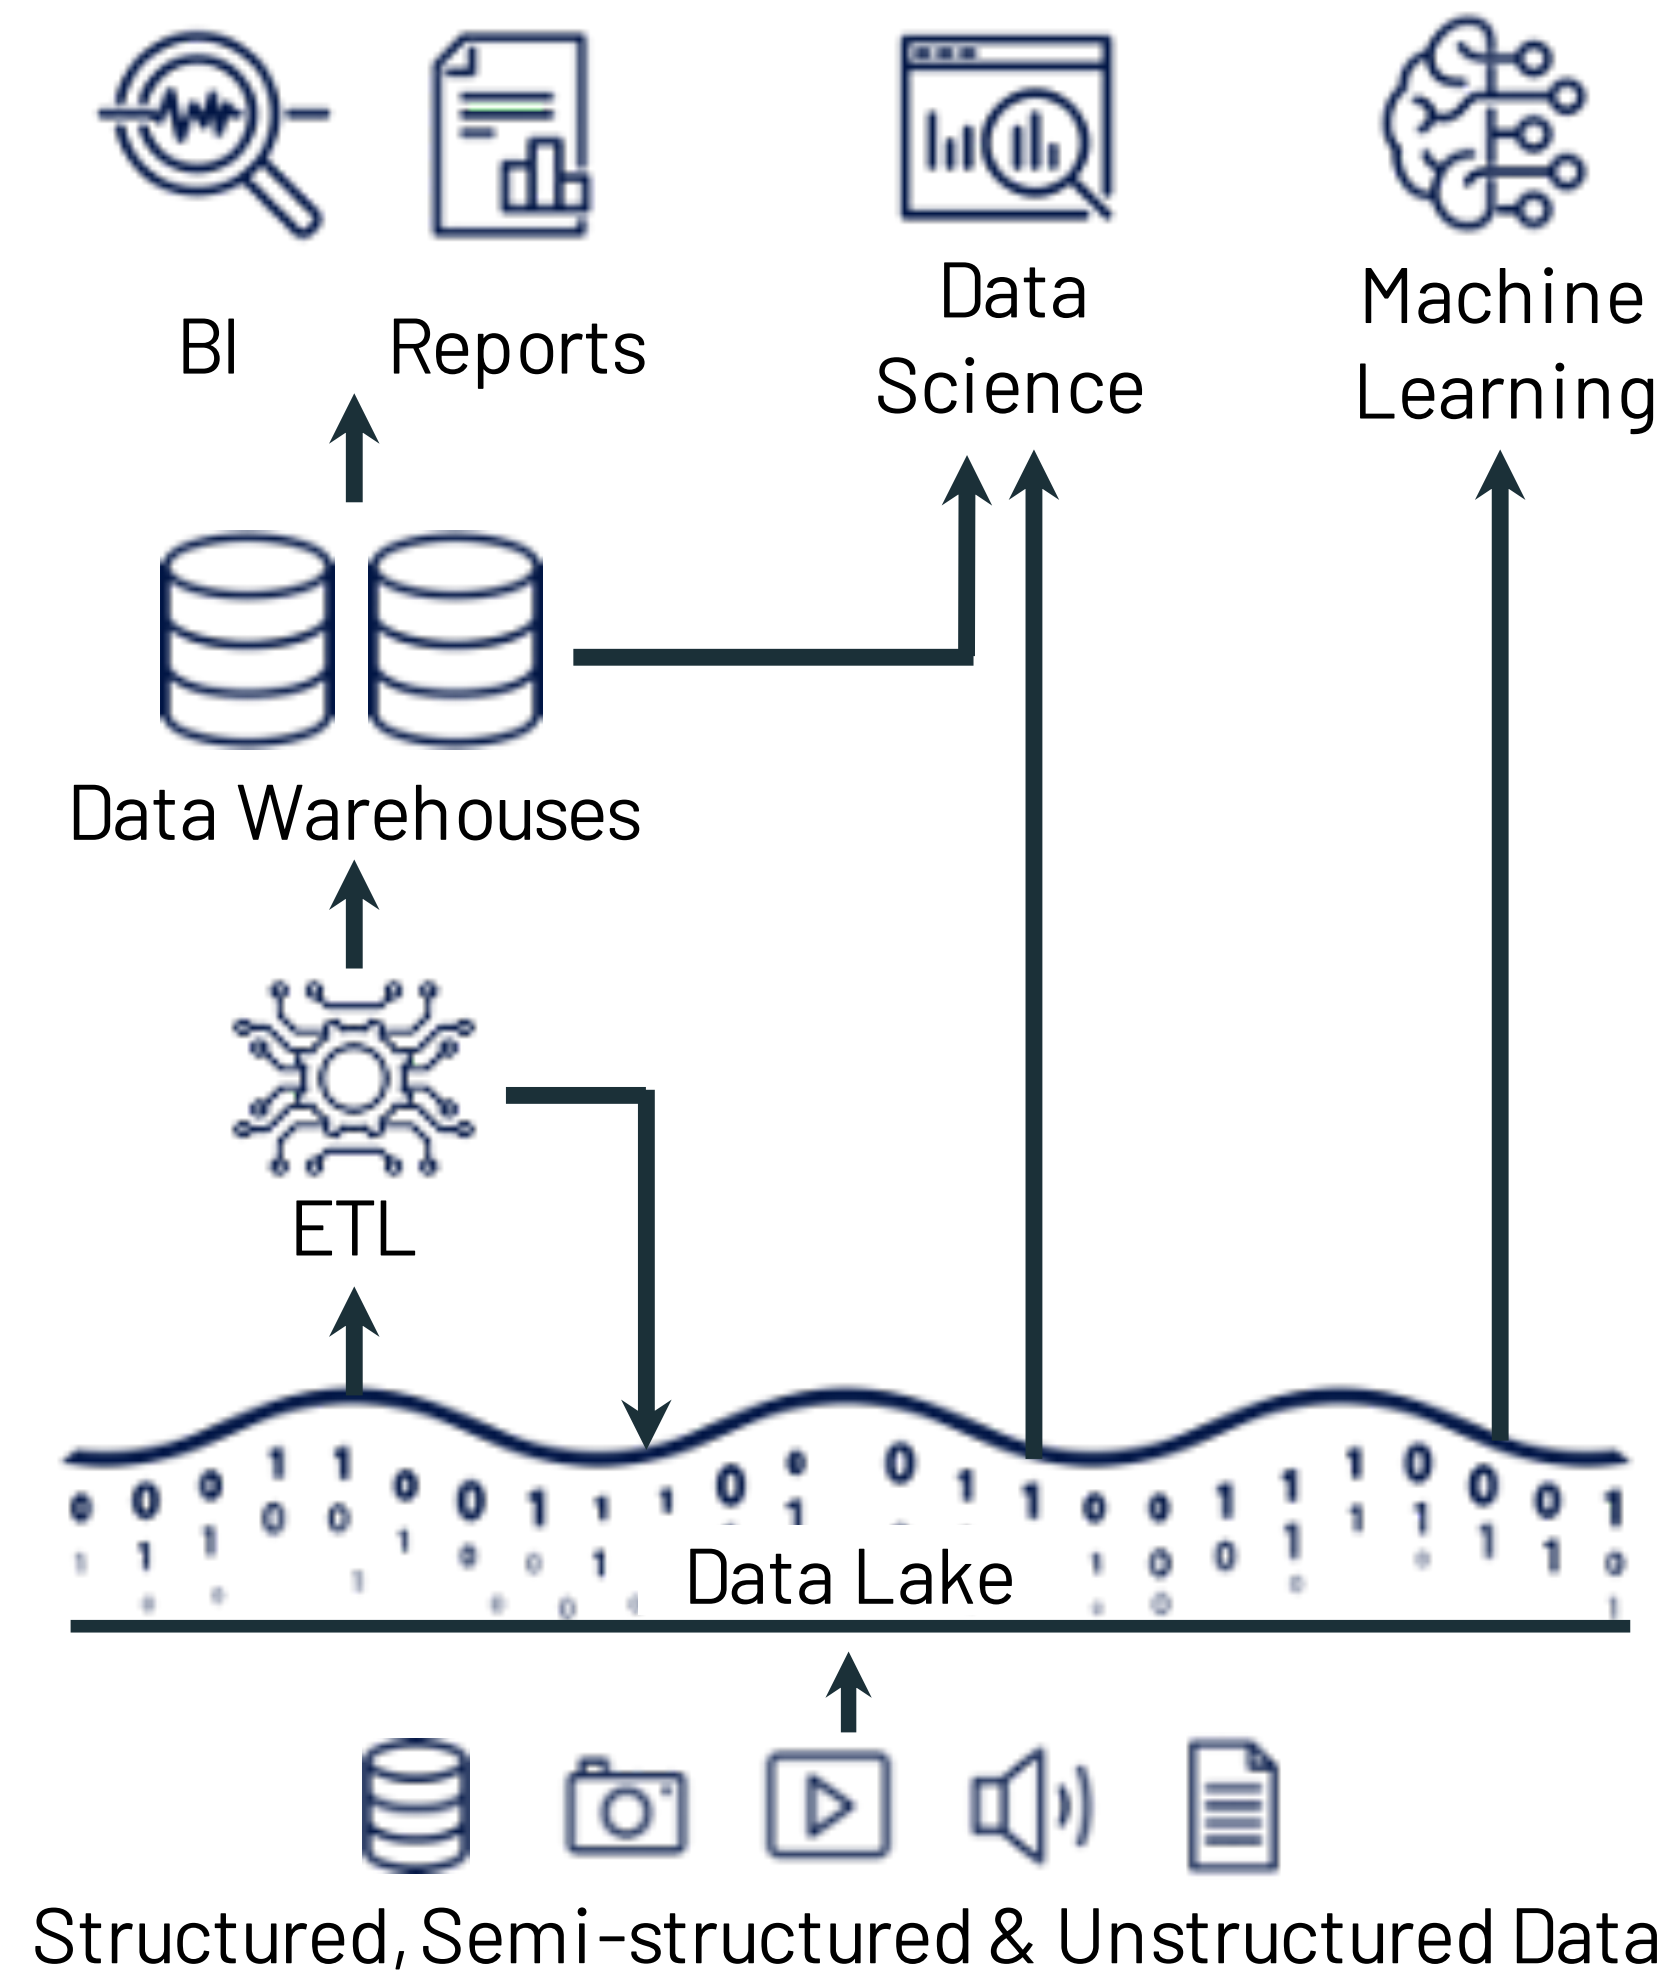 BI
Reports
Data
Science
Machine
Learning
Data Warehouses
ETL
Data Lake
Structured, Semi-structured & Unstructured Data